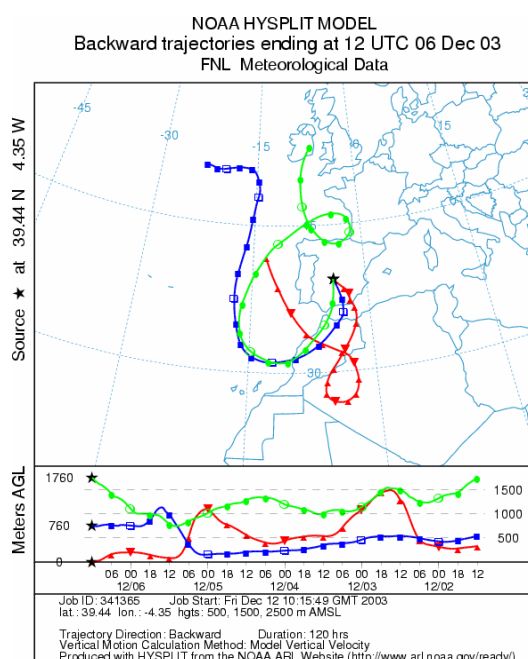 NOAA HYSPLIT MODEL
Backward trajectories ending at 12 UTC 06 Dec 03
FNL Meteorological Data
Source ★ at 39.44 N 4.35 W
-45
-30
-15
0
15
45
30
Meters AGL
1760
760
0
1500
1000
500
06 00 18 12 06 00 18 12 06 00 18 12 06 00 18 12 06 00 18 12
12/06 12/05 12/04 12/03 12/02
Job ID: 341365 Job Start: Fri Dec 12 10:15:49 GMT 2003
lat.: 39.44 lon.: -4.35 hgts: 500, 1500, 2500 m AMSL
Trajectory Direction: Backward Duration: 120 hrs
Vertical Motion Calculation Method: Model Vertical Velocity
Produced with HYSPLIT from the NOAA ARL Website (http://www.arl.noaa.gov/ready/)